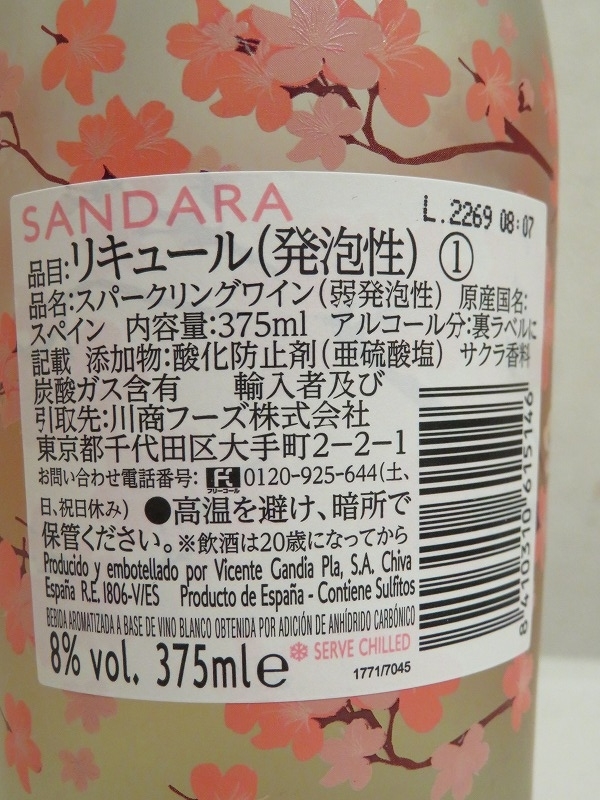 SANDARA
L.2269 08:07
品目:リキュール(発泡性) ①
品名:スパークリングワイン(弱発泡性) 原産国名:
スペイン 内容量:375ml アルコール分:裏ラベルに
記載 添加物:酸化防止剤(亜硫酸塩) サクラ香料
炭酸ガス含有 輸入者及び
引取先:川商フーズ株式会社
東京都千代田区大手町2-2-1
お問い合わせ電話番号: フリーコール 0120-925-644(土、
日、祝日休み) ●高温を避け、暗所で
保管ください。※飲酒は20歳になってから
Producido y embotellado por Vicente Gandia Pla, S.A. Chiva
España R.E. 1806-V/ES Producto de España - Contiene Sulfitos
BEBIDA AROMATIZADA A BASE DE VINO BLANCO OBTENIDA POR ADICIÓN DE ANHÍDRIDO CARBÓNICO
8% vol. 375ml e SERVE CHILLED
1771/7045
8 410310 615146